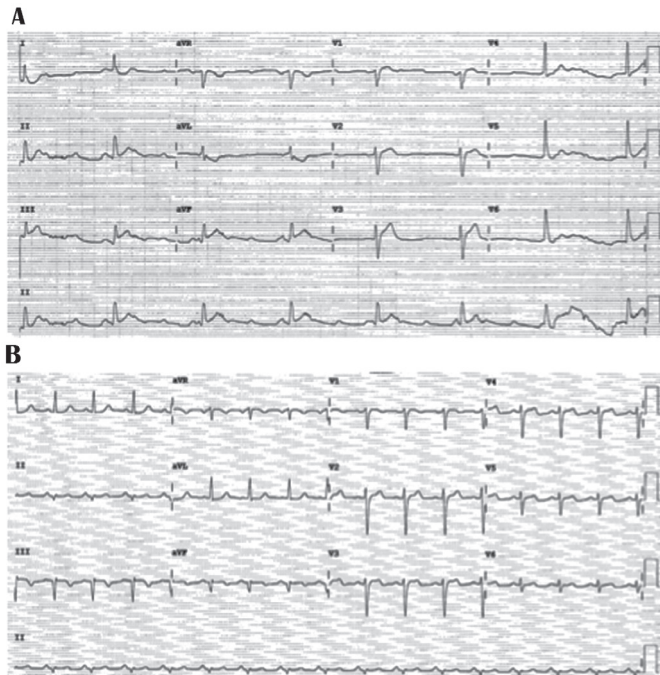 A
I aVR V1 V4
II aVL V2 V5
III aVF V3 V6
II
B
I aVR V1 V4
II aVL V2 V5
III aVF V3 V6
II